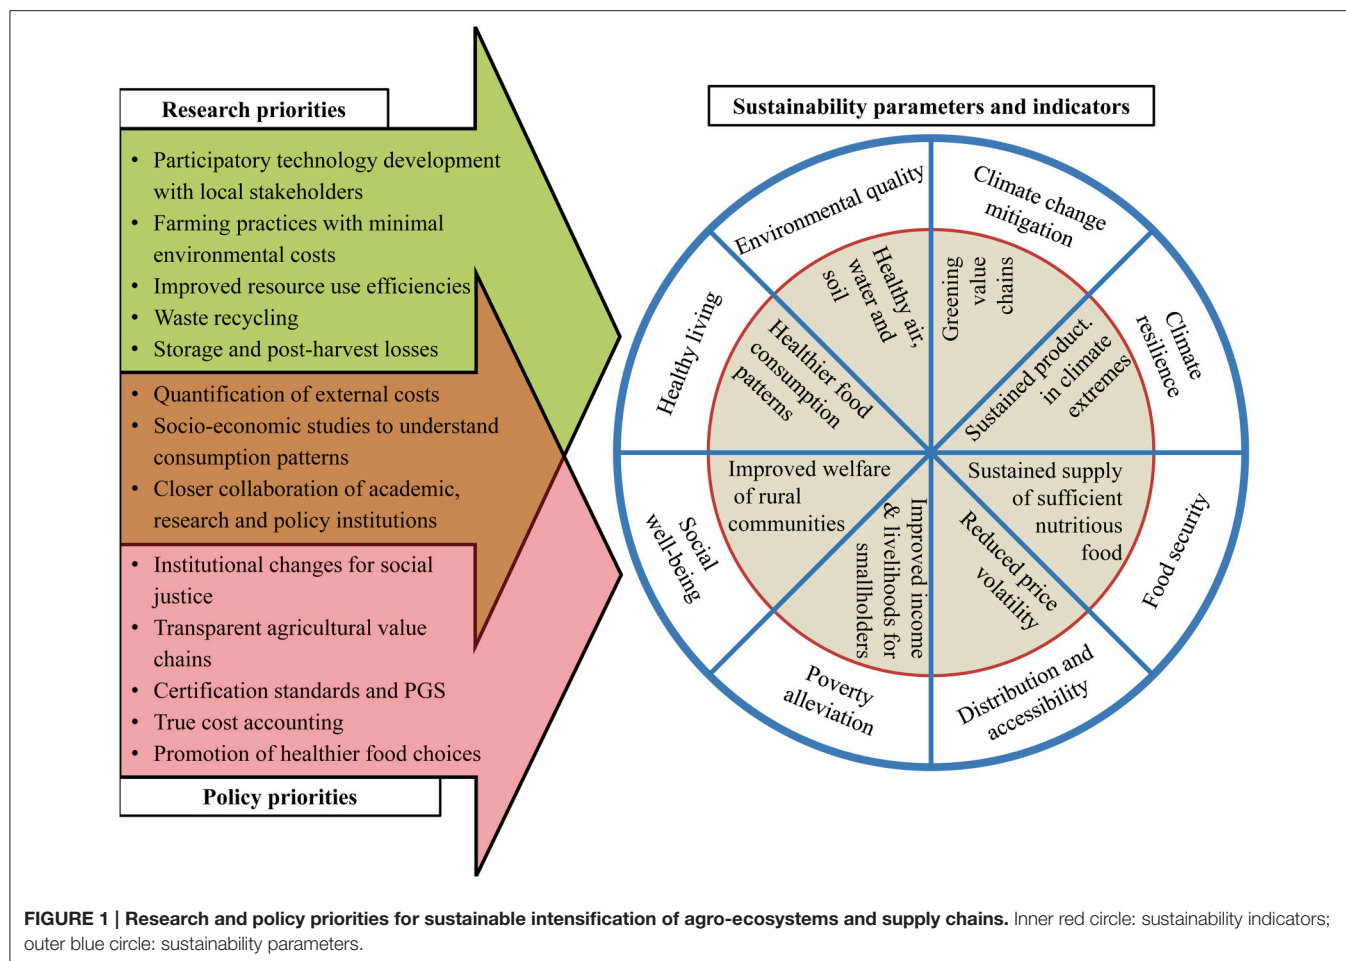 Research priorities
• Participatory technology development
with local stakeholders
• Farming practices with minimal
environmental costs
• Improved resource use efficiencies
• Waste recycling
• Storage and post-harvest losses
• Quantification of external costs
• Socio-economic studies to understand
consumption patterns
• Closer collaboration of academic,
research and policy institutions
• Institutional changes for social
justice
• Transparent agricultural value
chains
• Certification standards and PGS
• True cost accounting
• Promotion of healthier food choices
Policy priorities
Sustainability parameters and indicators
Environmental quality
Healthy air,
water and
soil
Climate change
mitigation
Greening
value
chains
Climate
resilience
Sustained product.
in climate
extremes
Food security
Sustained supply
of sufficient
nutritious
food
Distribution and
accessibility
Reduced price
volatility
Poverty
alleviation
Improved income
& livelihoods for
smallholders
Social
well-being
Improved welfare
of rural
communities
Healthy living
Healthier food
consumption
patterns
FIGURE 1 | Research and policy priorities for sustainable intensification of agro-ecosystems and supply chains. Inner red circle: sustainability indicators;
outer blue circle: sustainability parameters.